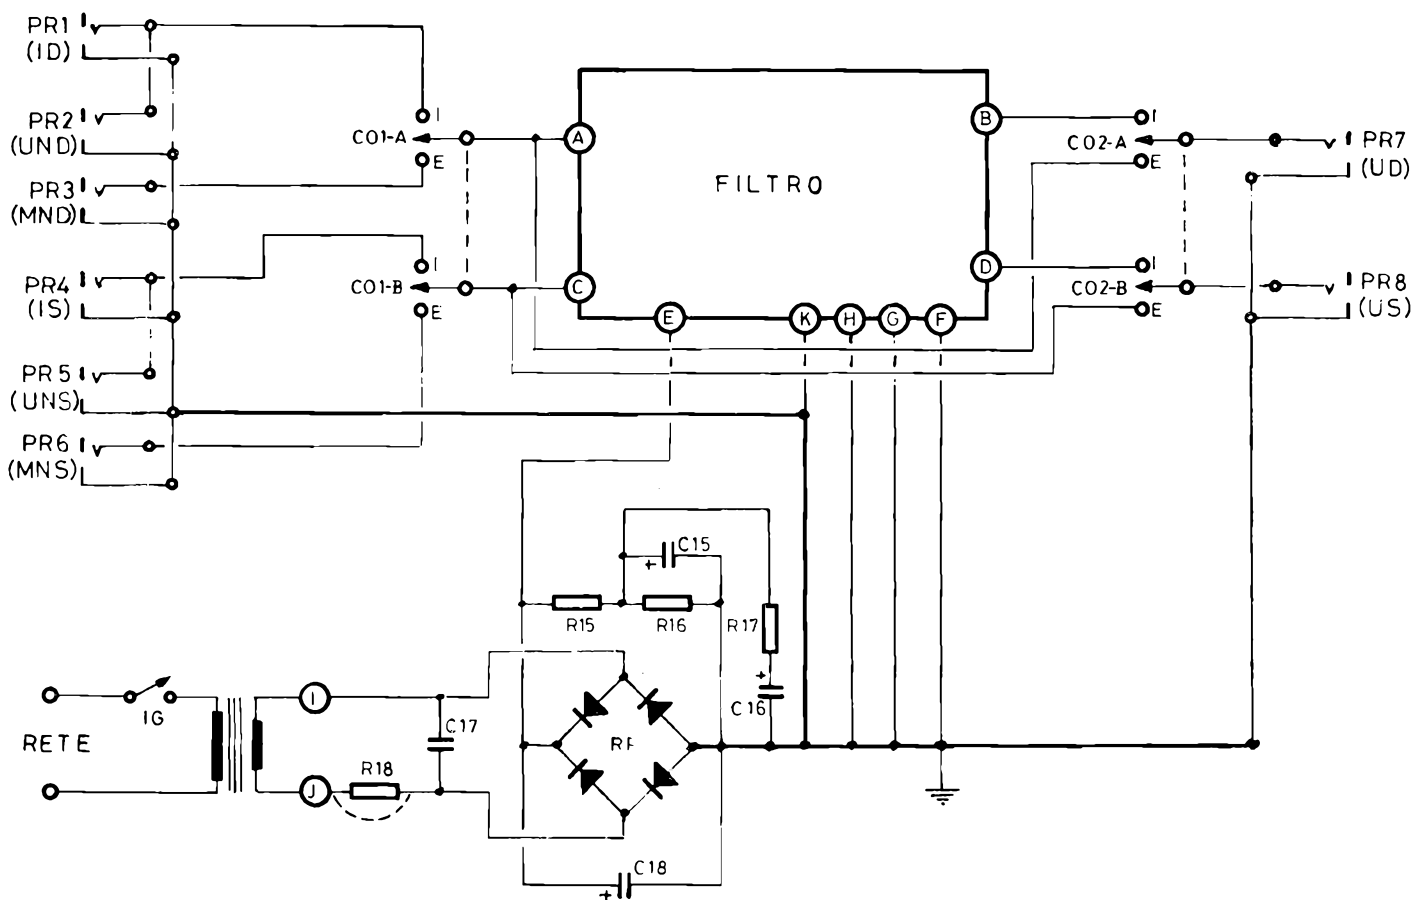 PR1
(ID)
PR2
(UND)
PR3
(MND)
PR4
(IS)
PR5
(UNS)
PR6
(MNS)
I
CO1-A
E
I
CO1-B
E
FILTRO
A
B
C
D
E
K
H
G
F
I
CO2-A
E
I
CO2-B
E
PR7
(UD)
PR8
(US)
+
C15
R15
R16
R17
+
C16
RETE
IG
I
J
C17
R18
+
C18